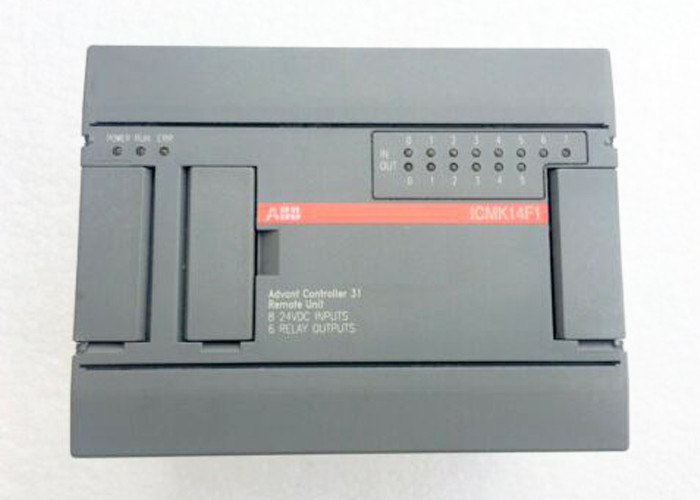 POWER RUN ERR
0 1 2 3 4 5 6 7
IN
OUT
0 1 2 3 4 5
ABB ICMK14F1
Advant Controller 31
Remote Unit
8 24VDC INPUTS
6 RELAY OUTPUTS